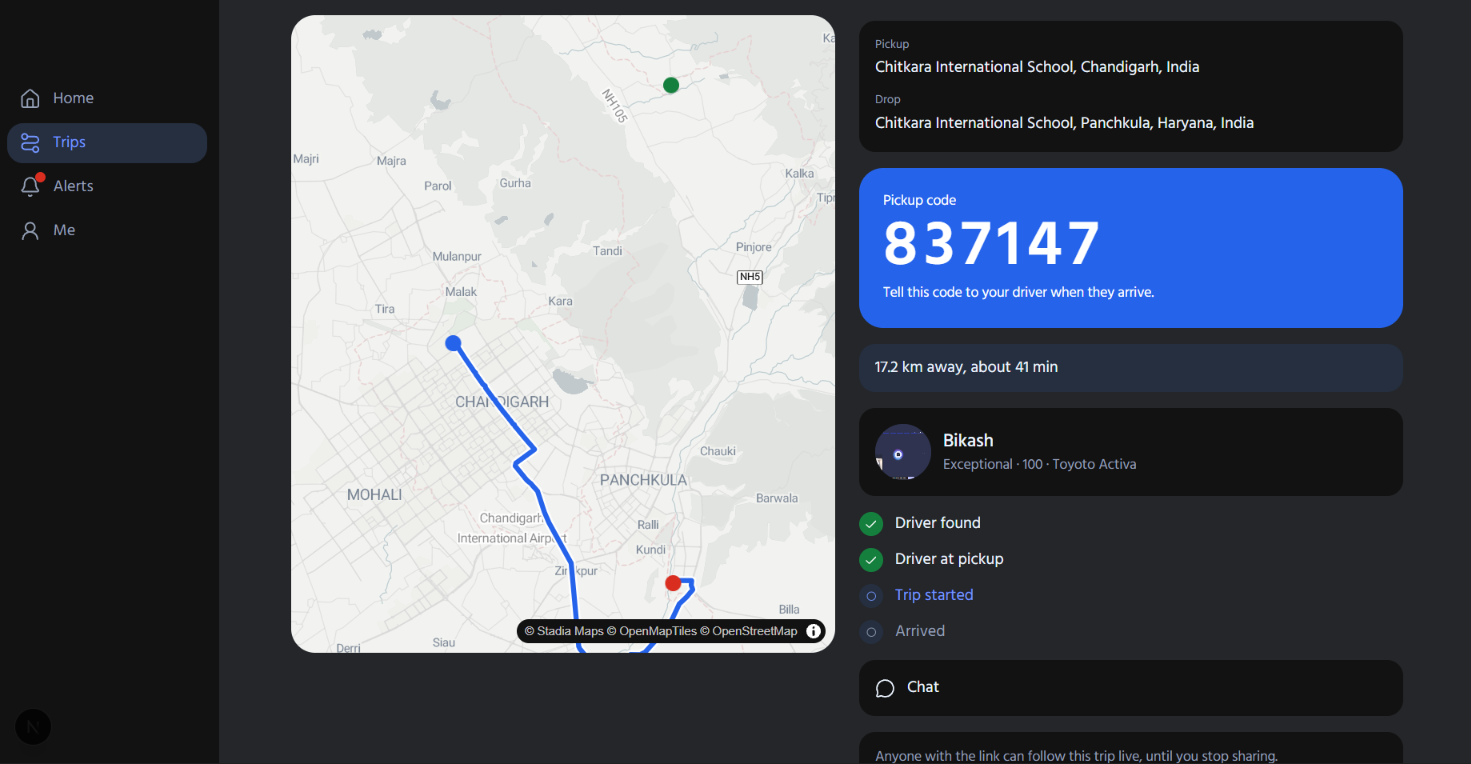 Home
Trips
Alerts
Me
NH105
Majri
Majra
Parol
Gurha
Kalka
Mulanpur
Tandi
Pinjore
NH5
Malak
Kara
Tira
CHANDIGARH
Chauki
PANCHKULA
MOHALI
Barwala
Chandigarh
International Airport
Ralli
Kundi
Zirakpur
Billa
Siau
Derri
© Stadia Maps © OpenMapTiles © OpenStreetMap
Pickup
Chitkara International School, Chandigarh, India
Drop
Chitkara International School, Panchkula, Haryana, India
Pickup code
837147
Tell this code to your driver when they arrive.
17.2 km away, about 41 min
Bikash
Exceptional · 100 · Toyoto Activa
Driver found
Driver at pickup
Trip started
Arrived
Chat
Anyone with the link can follow this trip live, until you stop sharing.